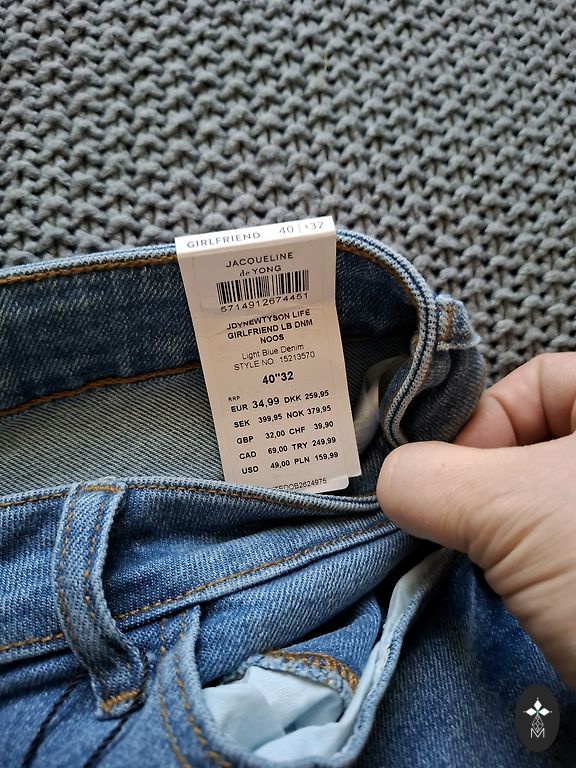 GIRLFRIEND 40 | L32
JACQUELINE
de YONG
5714912674451
JDYNEWTYSON LIFE
GIRLFRIEND LB DNM
NOOS
Light Blue Denim
STYLE NO. 15213570
40"32
RRP
EUR 34,99 DKK 259,95
SEK 399,95 NOK 379,95
GBP 32,00 CHF 39,90
CAD 69,00 TRY 249,99
USD 49,00 PLN 159,99
M